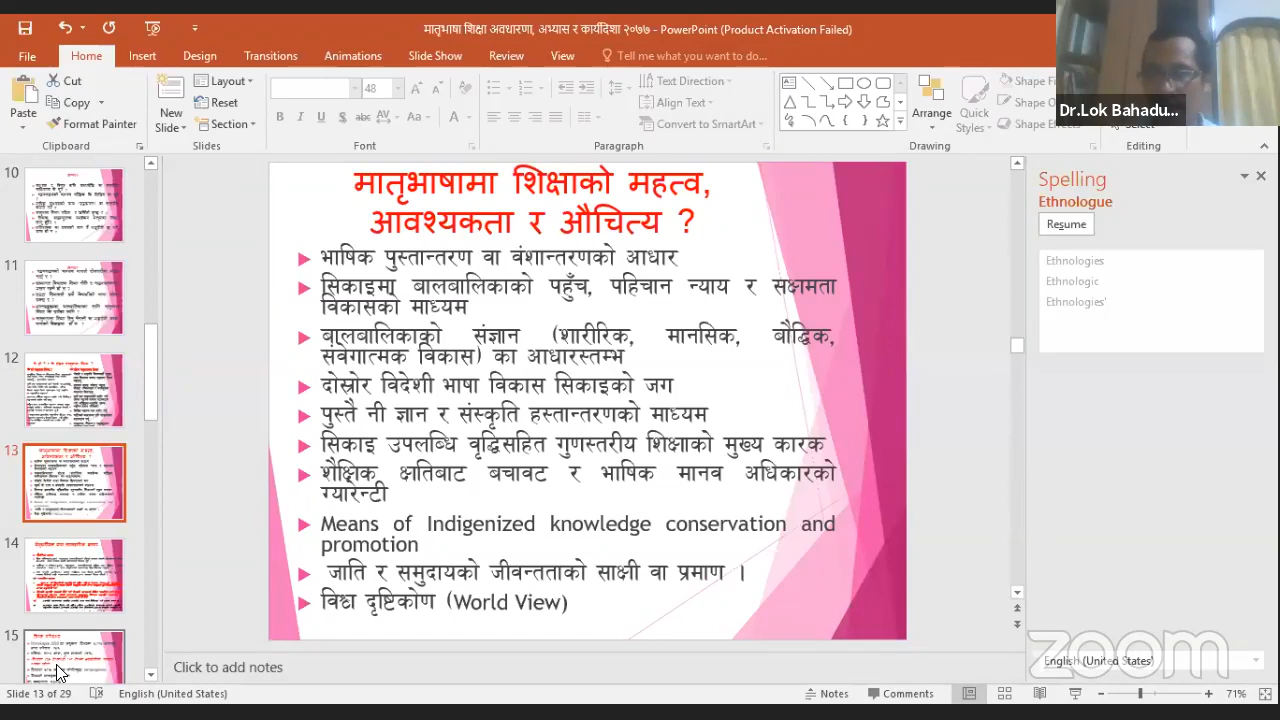 मातृभाषा शिक्षा अवधारणा, अभ्यास र कार्यदिशा २०७७ - PowerPoint (Product Activation Failed)
File Home Insert Design Transitions Animations Slide Show Review View Tell me what you want to do...
Cut
Copy
Format Painter
Paste
Clipboard
New
Slide
Layout
Reset
Section
Slides
48
Font
Text Direction
Align Text
Convert to SmartArt
Paragraph
Arrange
Quick
Styles
Shape
Shape
Shape Effects
Drawing
Select
Editing
Dr.Lok Bahadu...
10
11
12
13
14
15
मातृभाषामा शिक्षाको महत्व,
आवश्यकता र औचित्य ?
भाषिक पुस्तान्तरण वा वंशान्तरणको आधार
सिकाइमा बालबालिकाको पहुँच, पहिचान न्याय र सक्षमता
विकासको माध्यम
बालबालिकाको संज्ञान (शारीरिक, मानसिक, बौद्धिक,
संवेगात्मक विकास) का आधारस्तम्भ
दोस्रोर विदेशी भाषा विकास सिकाइको जग
पुस्तै नी ज्ञान र संस्कृति हस्तान्तरणको माध्यम
सिकाइ उपलब्धि वृद्धिसहित गुणस्तरीय शिक्षाको मुख्य कारक
शैक्षिक क्षतिबाट बचावट र भाषिक मानव अधिकारको
ग्यारेन्टी
Means of Indigenized knowledge conservation and
promotion
जाति र समुदायको जीवन्तताको साक्षी वा प्रमाण ।
विश्व दृष्टिकोण (World View)
Spelling
Ethnologue
Resume
Ethnologies
Ethnologic
Ethnologies'
English (United States)
zoom
Click to add notes
Slide 13 of 29 English (United States) Notes Comments 71%